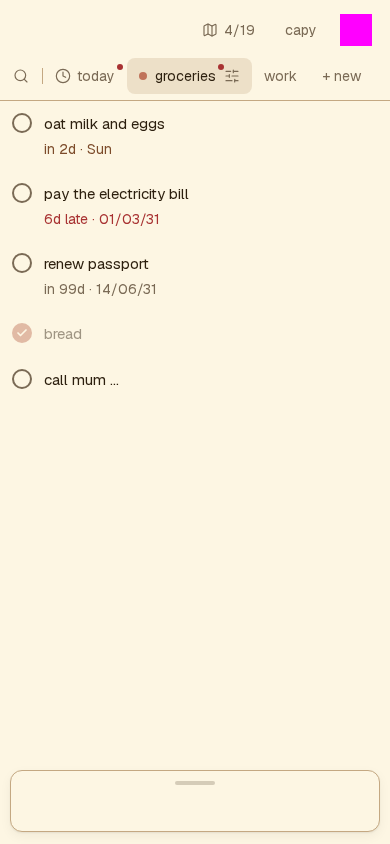 4/19 capy
today groceries work + new
oat milk and eggs
in 2d · Sun
pay the electricity bill
6d late · 01/03/31
renew passport
in 99d · 14/06/31
bread
call mum ...